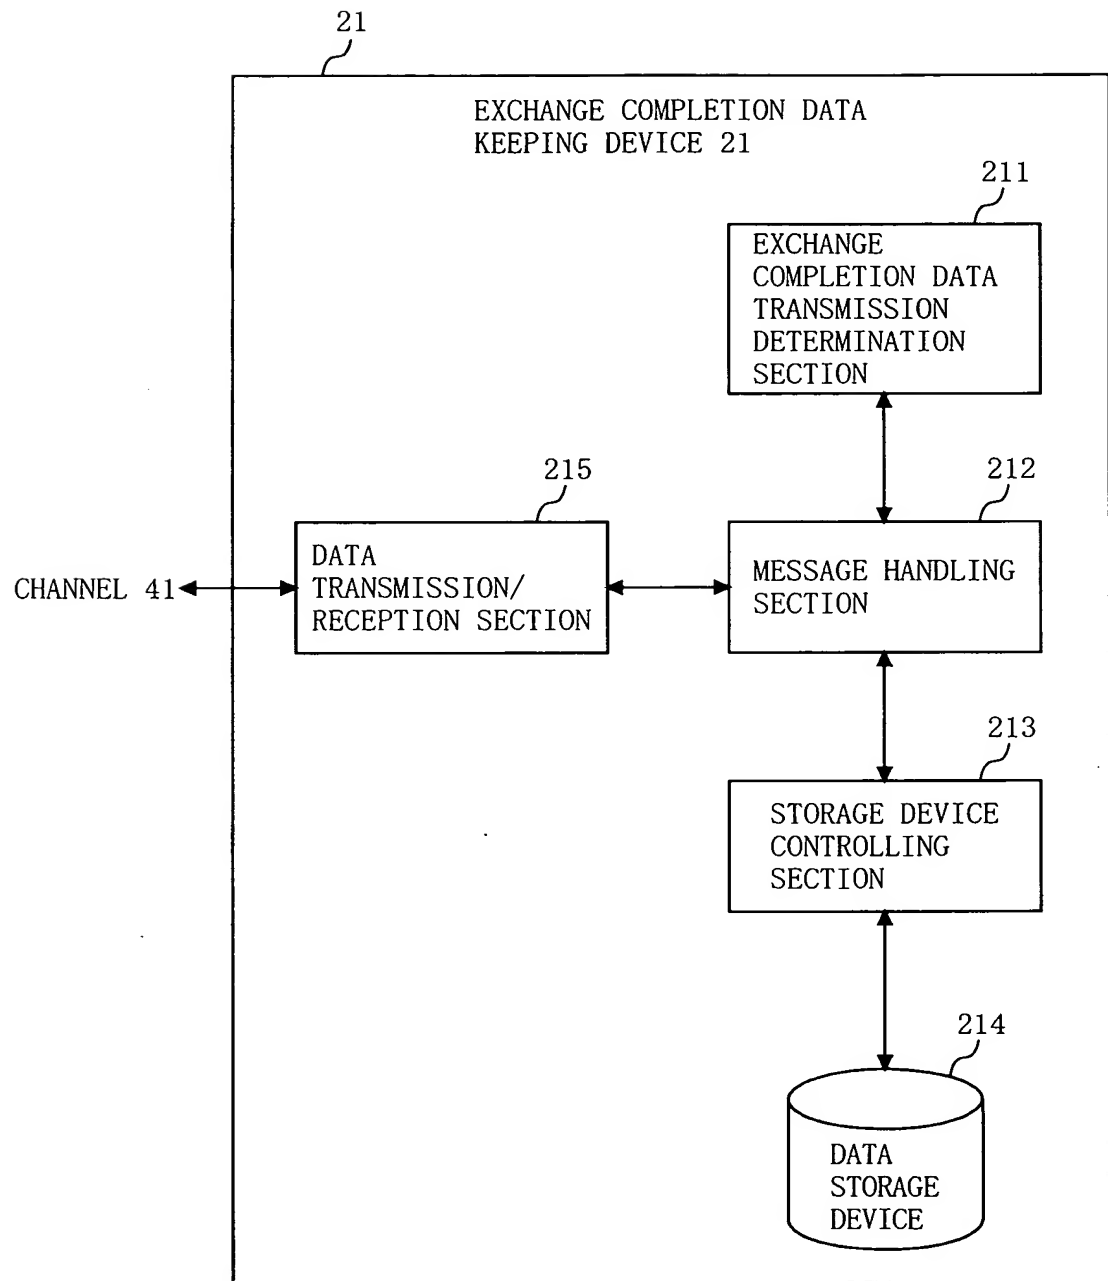 21
EXCHANGE COMPLETION DATA
KEEPING DEVICE 21
211
EXCHANGE
COMPLETION DATA
TRANSMISSION
DETERMINATION
SECTION
215
212
DATA
TRANSMISSION/
RECEPTION SECTION
MESSAGE HANDLING
SECTION
CHANNEL 41
213
STORAGE DEVICE
CONTROLLING
SECTION
214
DATA
STORAGE
DEVICE